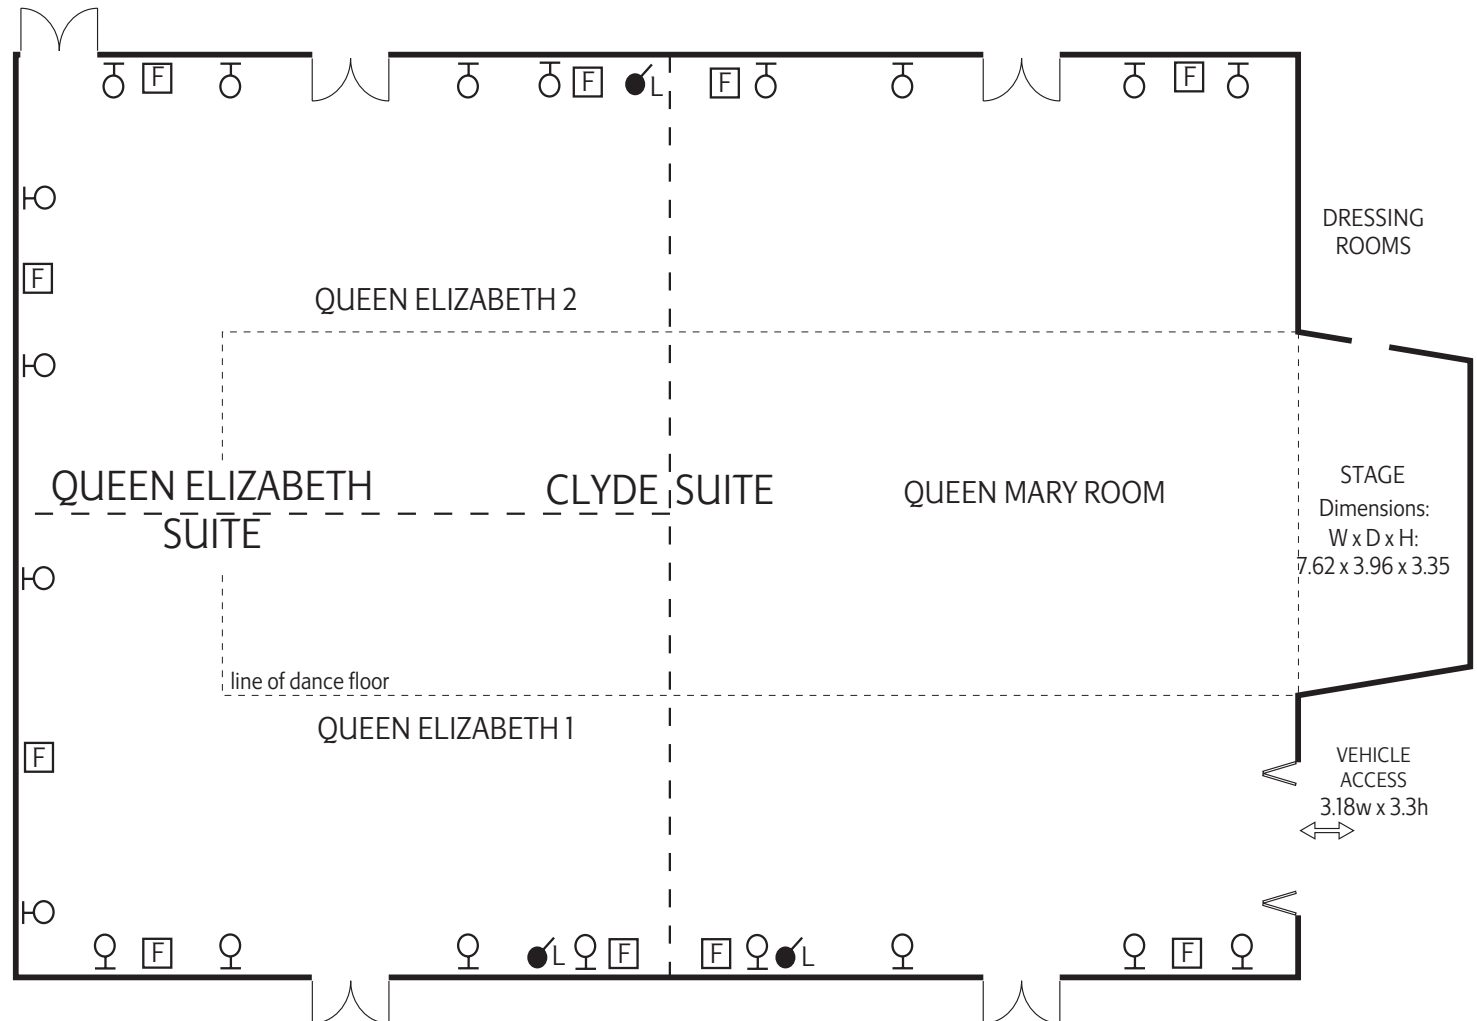 F
F
L
F
F
F
DRESSING
ROOMS
QUEEN ELIZABETH 2
QUEEN ELIZABETH
SUITE
CLYDE SUITE
QUEEN MARY ROOM
STAGE
Dimensions:
W x D x H:
7.62 x 3.96 x 3.35
line of dance floor
QUEEN ELIZABETH 1
F
VEHICLE
ACCESS
3.18w x 3.3h
F
L
F
F
L
F